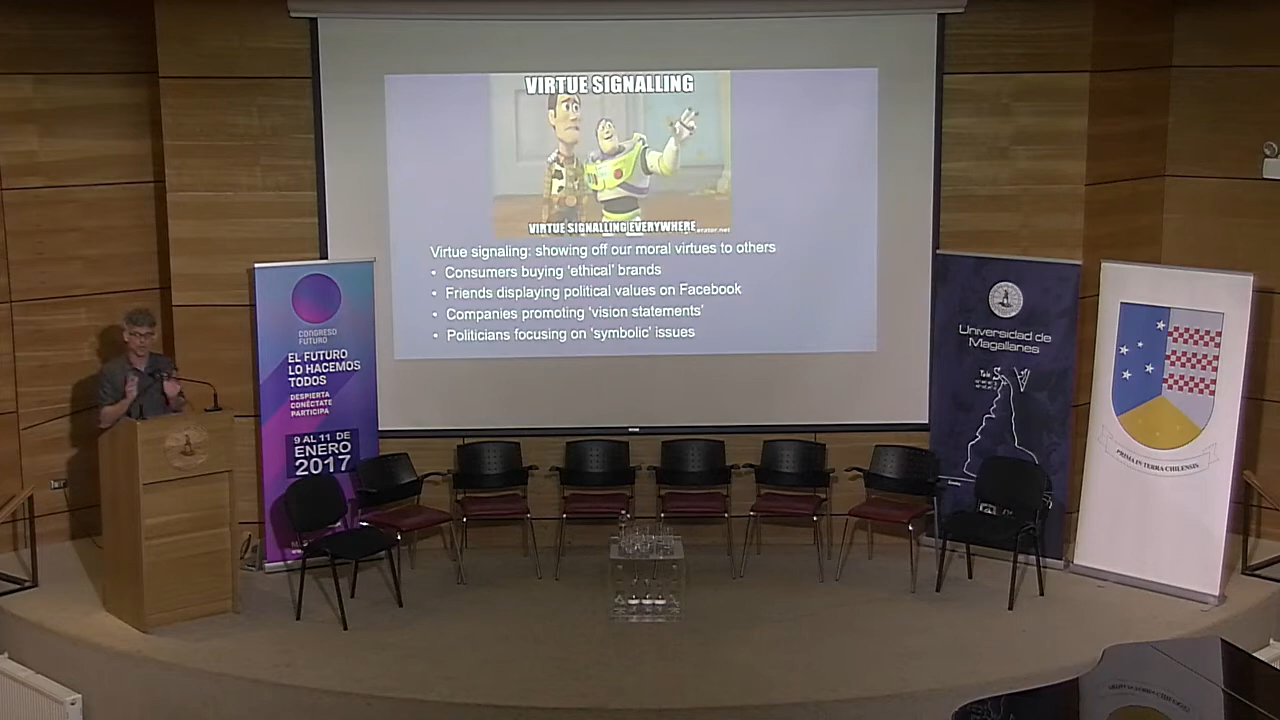 VIRTUE SIGNALLING
VIRTUE SIGNALLING EVERYWHERE
erator.net
Virtue signaling: showing off our moral virtues to others
• Consumers buying 'ethical' brands
• Friends displaying political values on Facebook
• Companies promoting 'vision statements'
• Politicians focusing on 'symbolic' issues
CONGRESO
FUTURO
EL FUTURO
LO HACEMOS
TODOS
DESPIERTA
CONÉCTATE
PARTICIPA
9 AL 11 DE
ENERO
2017
Universidad de
Magallanes
PRIMA IN TERRA CHILENSIS